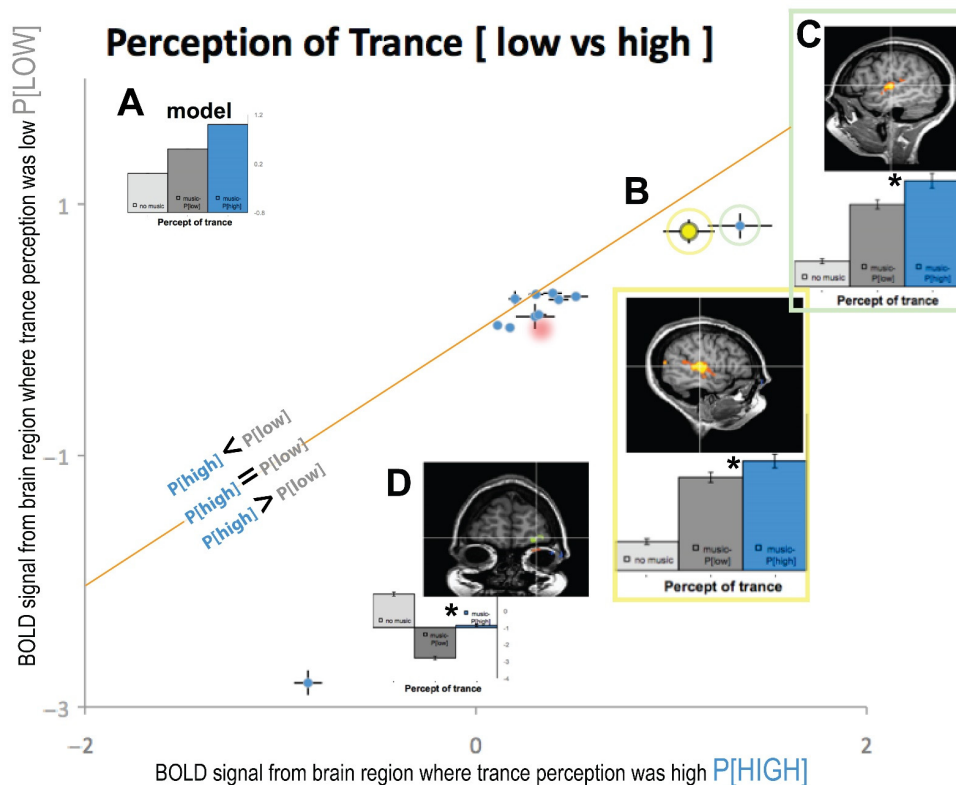 Perception of Trance [ low vs high ]
BOLD signal from brain region where trance perception was low P[LOW]
A
model
1.2
0.2
-0.8
no music
music-
P[low]
music-
P[high]
Percept of trance
B
C
*
no music
music-
P[low]
music-
P[high]
Percept of trance
*
no music
music-
P[low]
music-
P[high]
Percept of trance
P[high] < P[low]
P[high] = P[low]
P[high] > P[low]
D
*
no music
music-
P[low]
music-
P[high]
0
-1
-2
-3
-4
Percept of trance
1
−1
−3
−2
0
2
BOLD signal from brain region where trance perception was high P[HIGH]